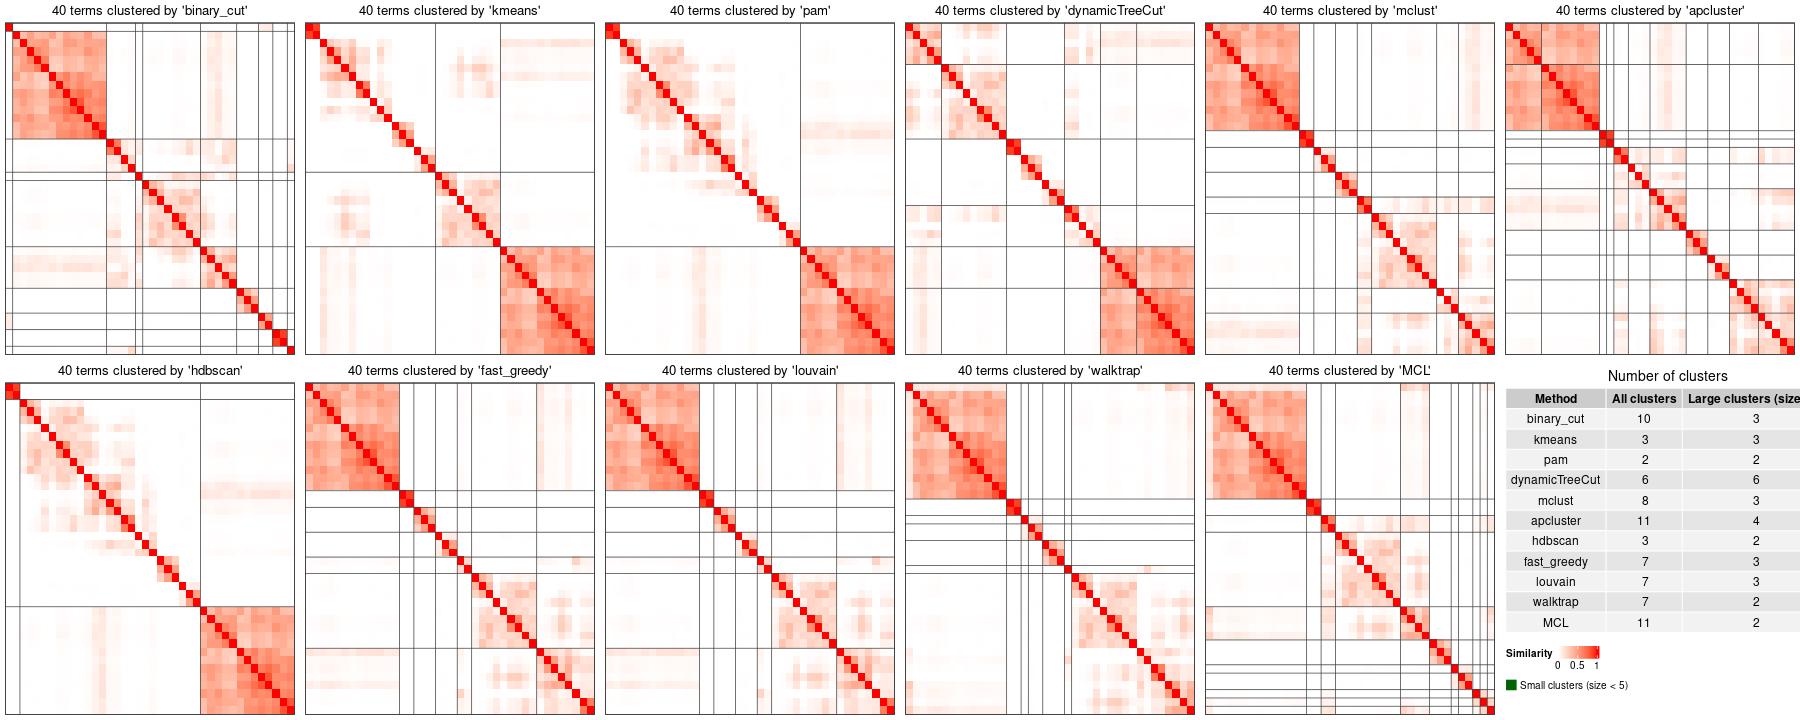 40 terms clustered by 'binary_cut'
40 terms clustered by 'kmeans'
40 terms clustered by 'pam'
40 terms clustered by 'dynamicTreeCut'
40 terms clustered by 'mclust'
40 terms clustered by 'apcluster'
40 terms clustered by 'hdbscan'
40 terms clustered by 'fast_greedy'
40 terms clustered by 'louvain'
40 terms clustered by 'walktrap'
40 terms clustered by 'MCL'
Number of clusters
Method All clusters Large clusters (size
binary_cut 10 3
kmeans 3 3
pam 2 2
dynamicTreeCut 6 6
mclust 8 3
apcluster 11 4
hdbscan 3 2
fast_greedy 7 3
louvain 7 3
walktrap 7 2
MCL 11 2
Similarity
0 0.5 1
Small clusters (size < 5)